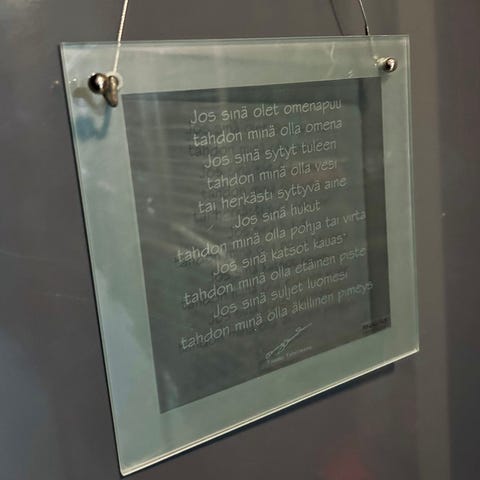 Jos sinä olet omenapuu
tahdon minä olla omena
Jos sinä sytyt tuleen
tahdon minä olla vesi
tai herkästi syttyvä aine
Jos sinä hukut
tahdon minä olla pohja tai virta
Jos sinä katsot kauas
tahdon minä olla etäinen piste
Jos sinä suljet luomesi
tahdon minä olla äkillinen pimeys
Tommy Tabermann